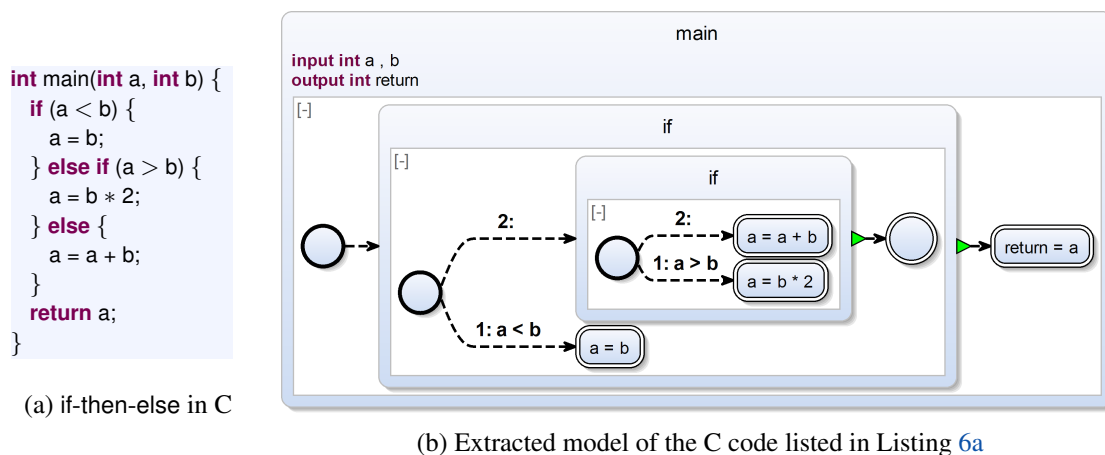 int main(int a, int b) {
if (a < b) {
a = b;
} else if (a > b) {
a = b * 2;
} else {
a = a + b;
}
return a;
}
(a) if-then-else in C
main
input int a , b
output int return
[-]
if
[-]
if
[-]
2:
2:
a = a + b
1: a > b
a = b * 2
return = a
1: a < b
a = b
(b) Extracted model of the C code listed in Listing 6a